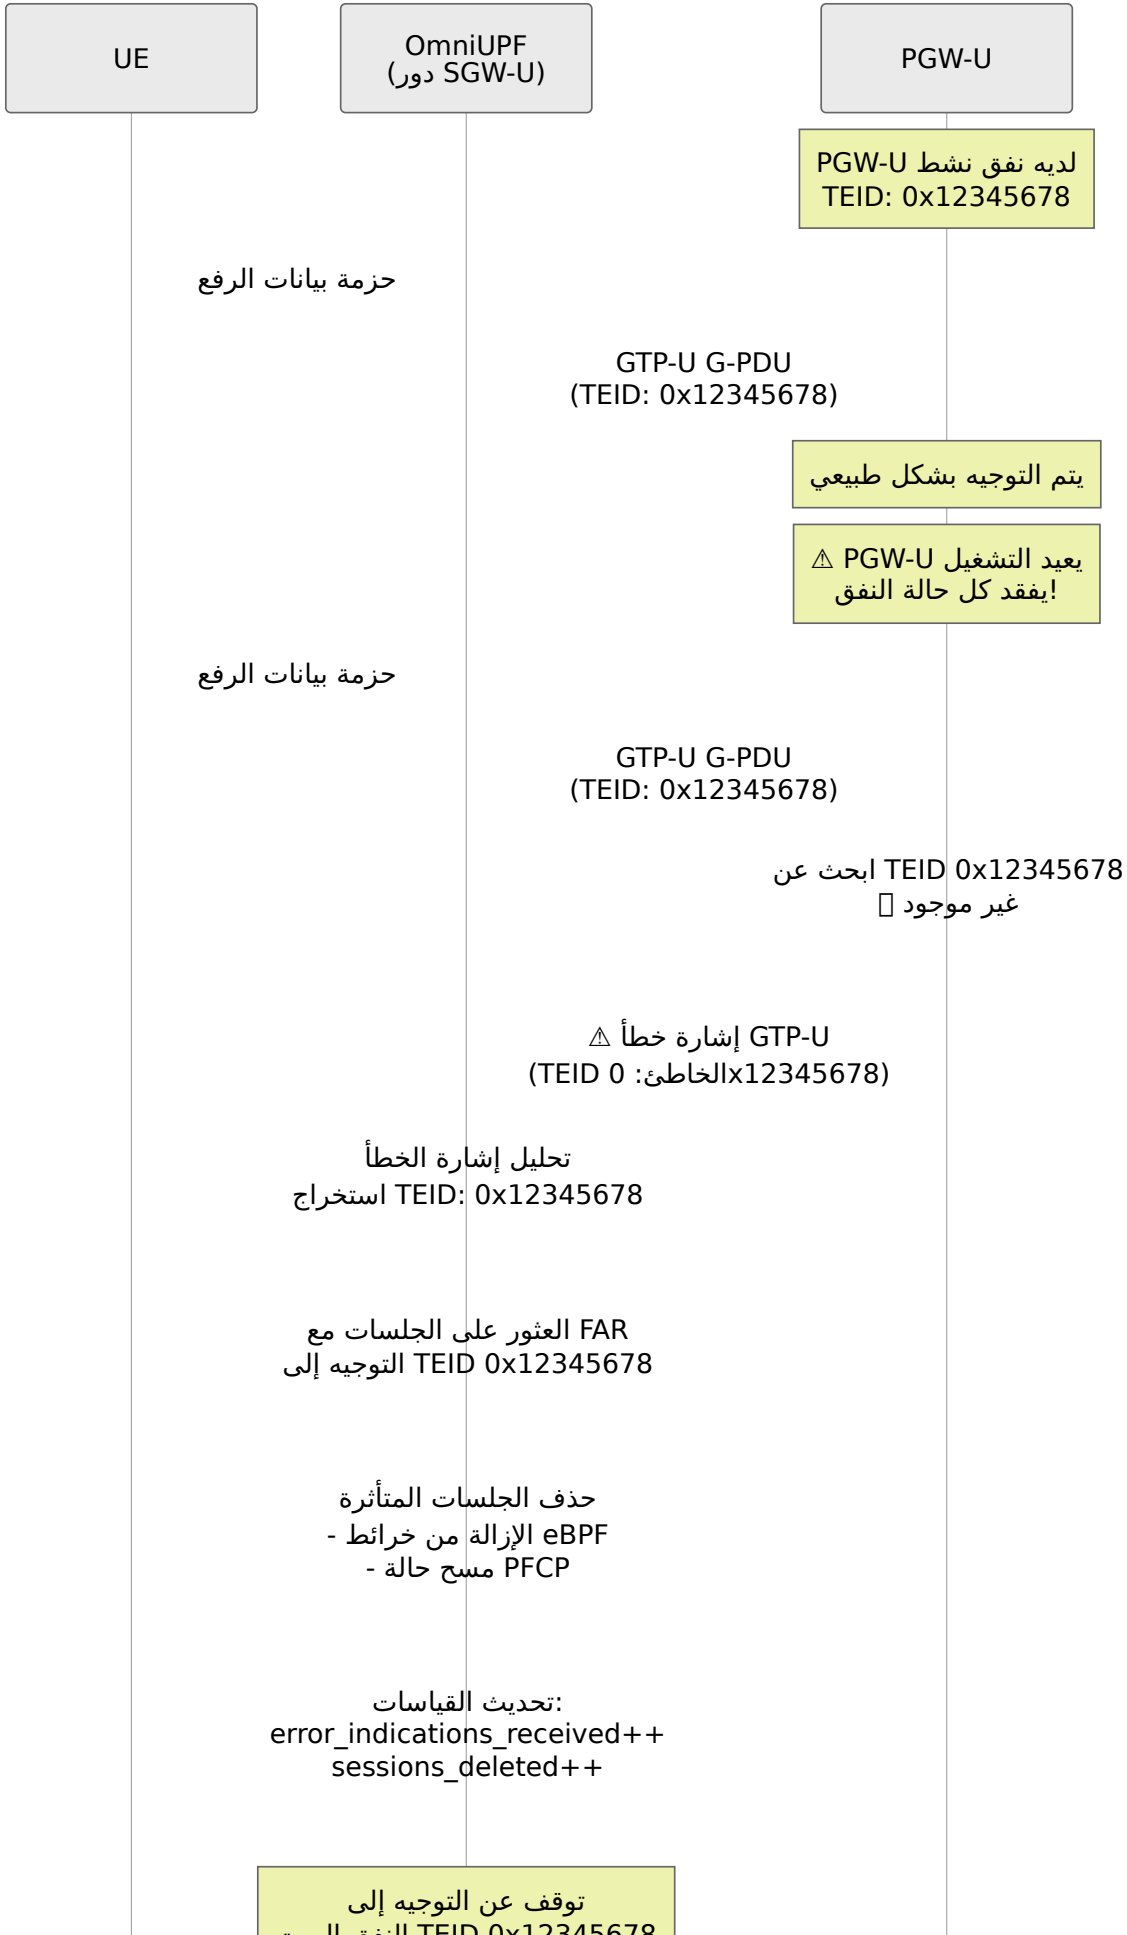 UE
OmniUPF
(دور SGW-U)
PGW-U
PGW-U لديه نفق نشط
TEID: 0x12345678
حزمة بيانات الرفع
GTP-U G-PDU
(TEID: 0x12345678)
يتم التوجيه بشكل طبيعي
⚠ PGW-U يعيد التشغيل
يفقد كل حالة النفق!
حزمة بيانات الرفع
GTP-U G-PDU
(TEID: 0x12345678)
ابحث عن TEID 0x12345678
غير موجود
⚠ إشارة خطأ GTP-U
(TEID الخاطئ: 0x12345678)
تحليل إشارة الخطأ
استخراج TEID: 0x12345678
العثور على الجلسات مع FAR
التوجيه إلى TEID 0x12345678
حذف الجلسات المتأثرة
- الإزالة من خرائط eBPF
- مسح حالة PFCP
تحديث القياسات:
error_indications_received++
sessions_deleted++
توقف عن التوجيه إلى
النفق TEID 0x12345678